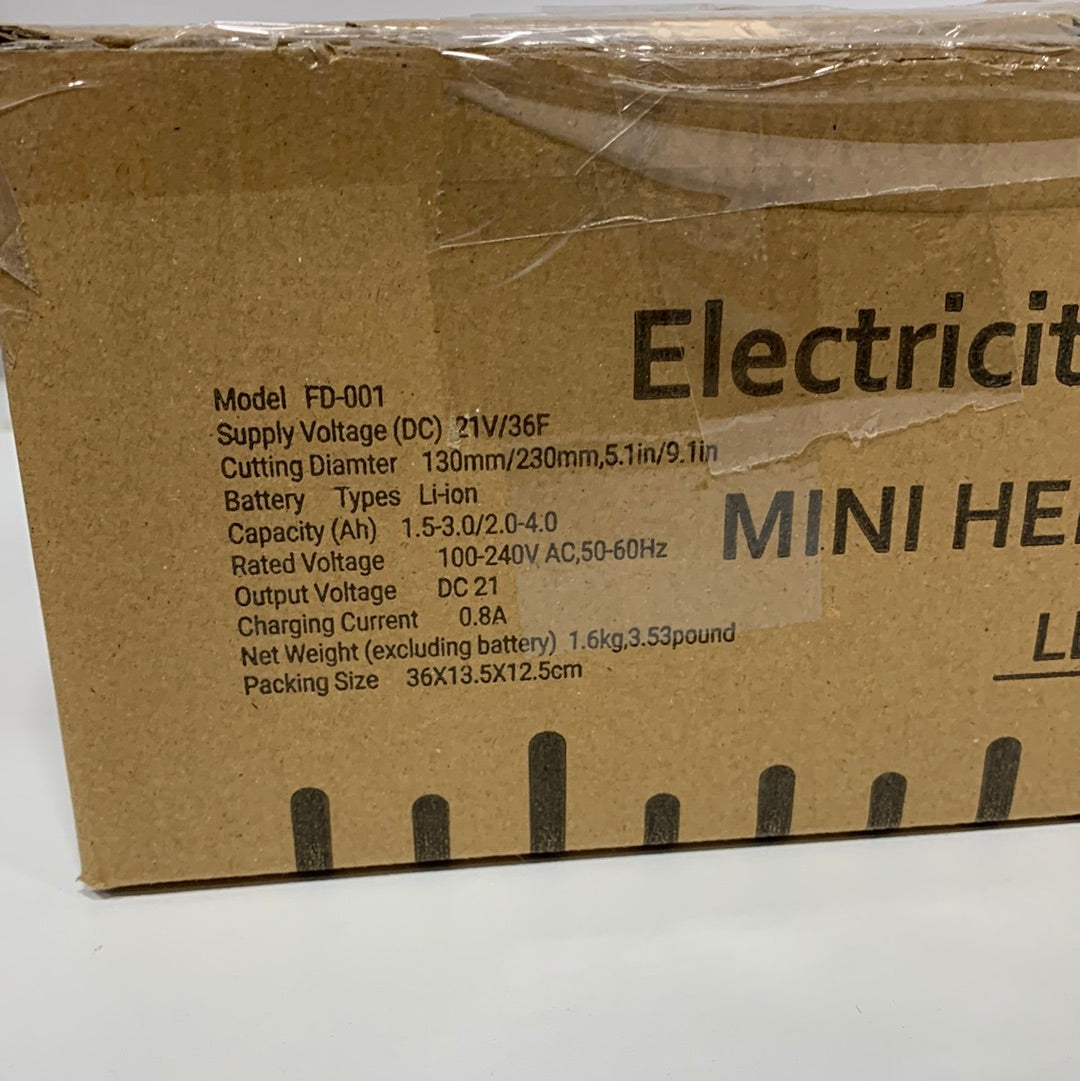 Electricit
Model FD-001
Supply Voltage (DC) 21V/36F
Cutting Diamter 130mm/230mm,5.1in/9.1in
Battery Types Li-ion
Capacity (Ah) 1.5-3.0/2.0-4.0
Rated Voltage 100-240V AC,50-60Hz
Output Voltage DC 21
Charging Current 0.8A
Net Weight (excluding battery) 1.6kg,3.53pound
Packing Size 36X13.5X12.5cm
MINI HE